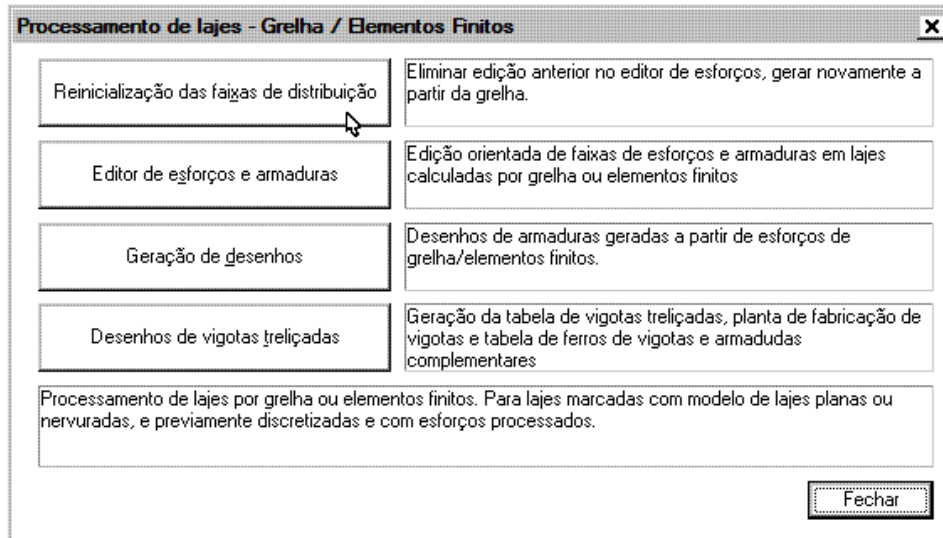 Processamento de lajes - Grelha / Elementos Finitos
Reinicialização das faixas de distribuição
Eliminar edição anterior no editor de esforços, gerar novamente a
partir da grelha.
Editor de esforços e armaduras
Edição orientada de faixas de esforços e armaduras em lajes
calculadas por grelha ou elementos finitos
Geração de desenhos
Desenhos de armaduras geradas a partir de esforços de
grelha/elementos finitos.
Desenhos de vigotas treliçadas
Geração da tabela de vigotas treliçadas, planta de fabricação de
vigotas e tabela de ferros de vigotas e armadudas
complementares
Processamento de lajes por grelha ou elementos finitos. Para lajes marcadas com modelo de lajes planas ou
nervuradas, e previamente discretizadas e com esforços processados.
Fechar